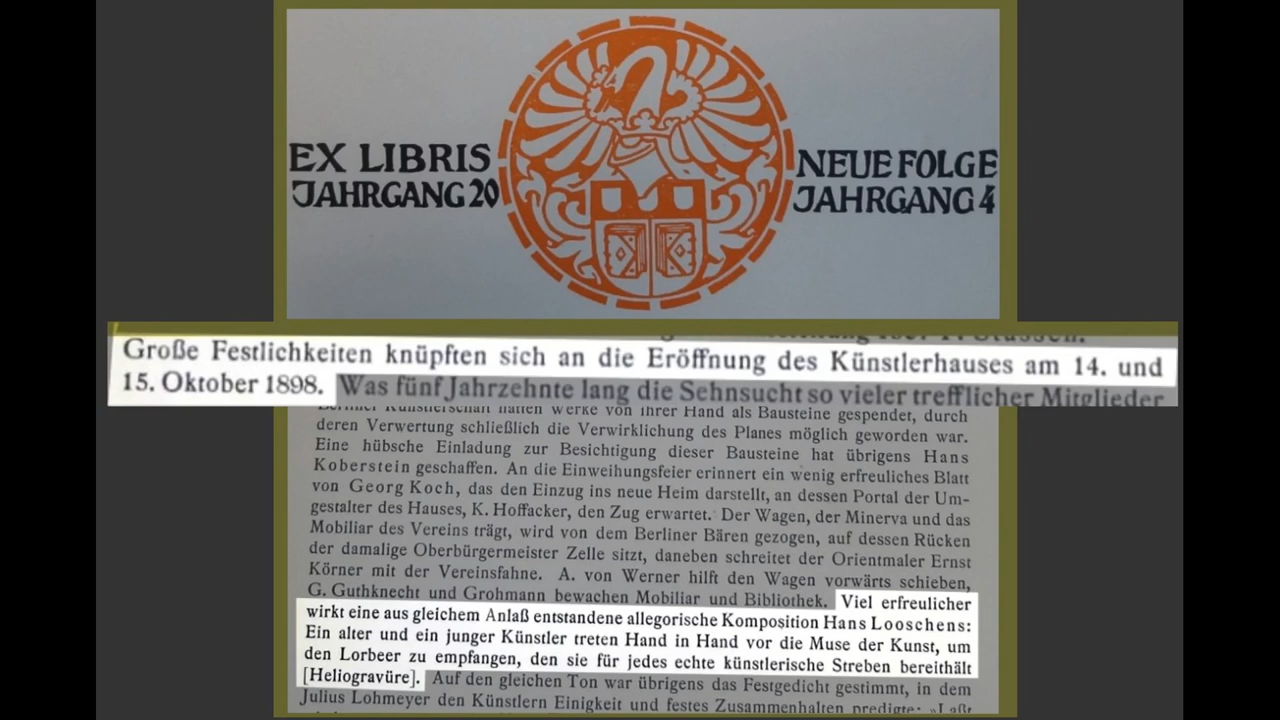 EX LIBRIS
JAHRGANG 20
NEUE FOLGE
JAHRGANG 4
Große Festlichkeiten knüpften sich an die Eröffnung des Künstlerhauses am 14. und
15. Oktober 1898. Was fünf Jahrzehnte lang die Sehnsucht so vieler trefflicher Mitglieder
Berliner Künstlerschaft hatten Werke von ihrer Hand als Bausteine gespendet, durch
deren Verwertung schließlich die Verwirklichung des Planes möglich geworden war.
Eine hübsche Einladung zur Besichtigung dieser Bausteine hat übrigens Hans
Koberstein geschaffen. An die Einweihungsfeier erinnert ein wenig erfreuliches Blatt
von Georg Koch, das den Einzug ins neue Heim darstellt, an dessen Portal der Um-
gestalter des Hauses, K. Hoffacker, den Zug erwartet. Der Wagen, der Minerva und das
Mobiliar des Vereins trägt, wird von dem Berliner Bären gezogen, auf dessen Rücken
der damalige Oberbürgermeister Zelle sitzt, daneben schreitet der Orientmaler Ernst
Körner mit der Vereinsfahne. A. von Werner hilft den Wagen vorwärts schieben,
G. Guthknecht und Grohmann bewachen Mobiliar und Bibliothek. Viel erfreulicher
wirkt eine aus gleichem Anlaß entstandene allegorische Komposition Hans Looschens:
Ein alter und ein junger Künstler treten Hand in Hand vor die Muse der Kunst, um
den Lorbeer zu empfangen, den sie für jedes echte künstlerische Streben bereithält
[Heliogravüre]. Auf den gleichen Ton war übrigens das Festgedicht gestimmt, in dem
Julius Lohmeyer den Künstlern Einigkeit und festes Zusammenhalten predigte: »Laßt